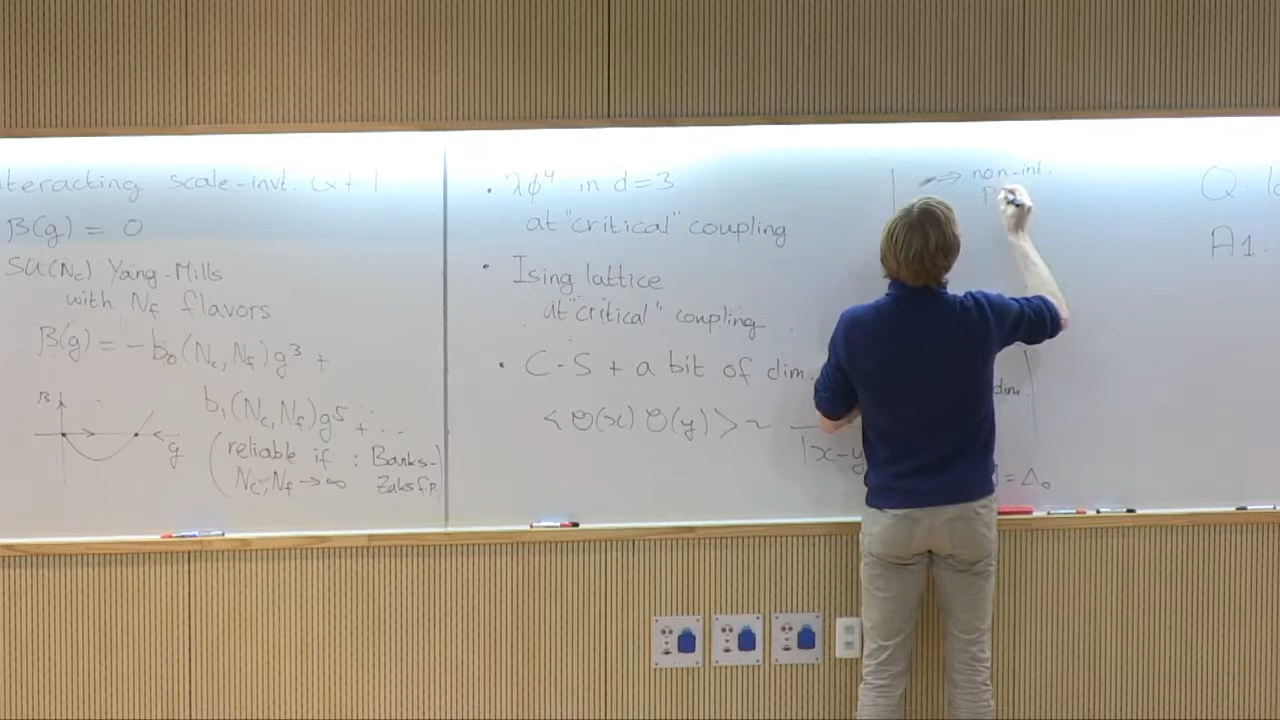 teracting scale-invt. ex +1
β(g) = 0
SU(Nc) Yang-Mills
with Nf flavors
β(g) = -b₀(Nc,Nf)g³ +
b₁(Nc,Nf)g⁵ + ...
β
g
(reliable if : Banks-
Nc,Nf → ∞ Zaks f.p.)
• λφ⁴ in d=3
at "critical" coupling
• Ising lattice
at "critical" coupling
• C-S + a bit of dim.
<O(x) O(y)> ~
|x-y
→ non-int.
dim.
= Δ₀
Q.
A1.